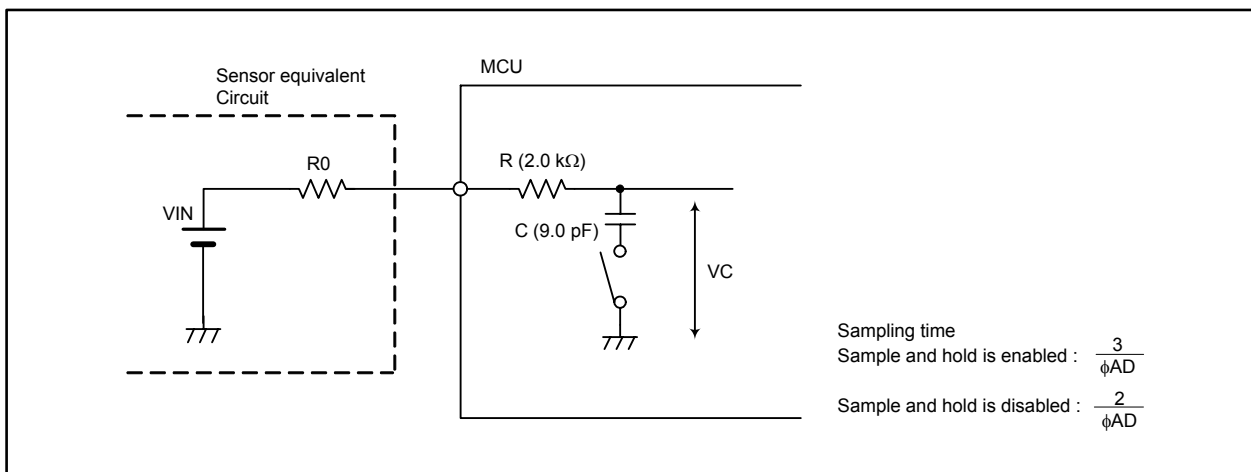 Sensor equivalent
Circuit
MCU
R0
R (2.0 kΩ)
VIN
C (9.0 pF)
VC
Sampling time
Sample and hold is enabled : 3/ϕAD
Sample and hold is disabled : 2/ϕAD